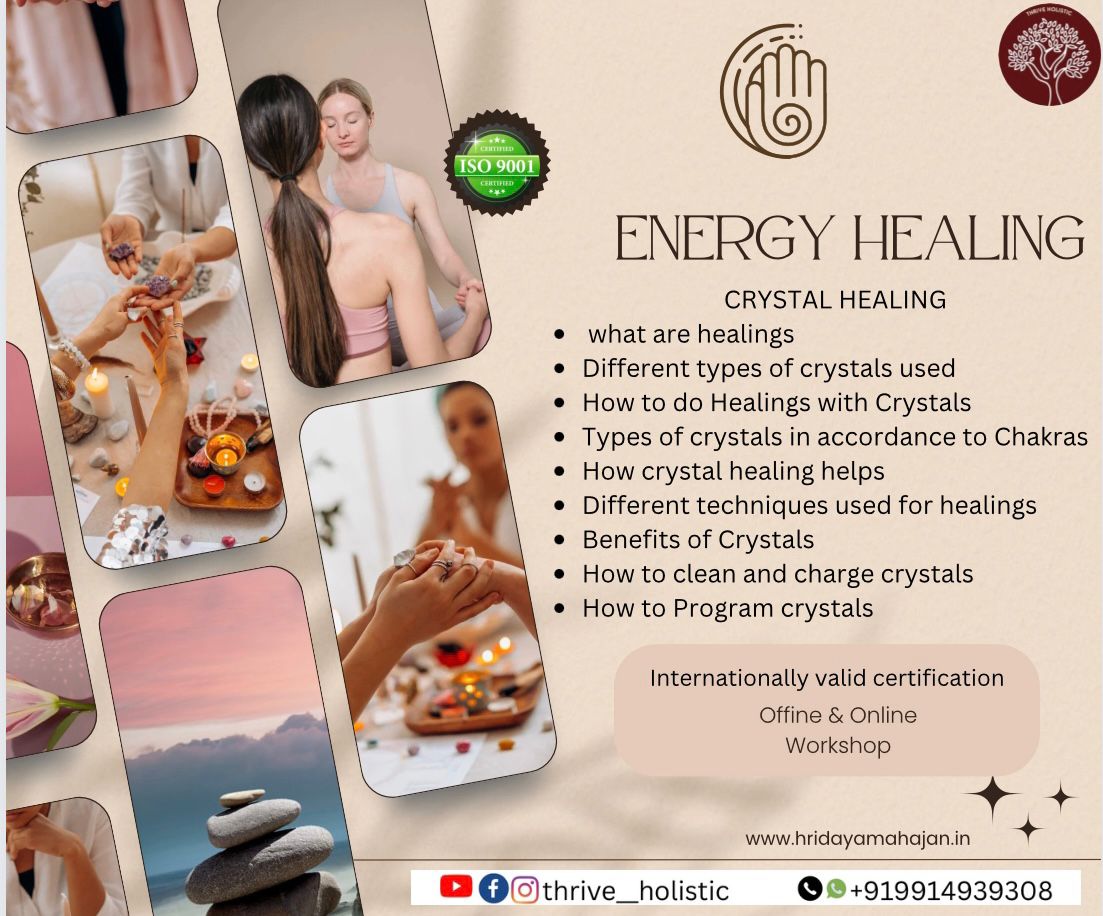 THRIVE HOLISTIC
CERTIFIED
ISO 9001
CERTIFIED
ENERGY HEALING
CRYSTAL HEALING
• what are healings
• Different types of crystals used
• How to do Healings with Crystals
• Types of crystals in accordance to Chakras
• How crystal healing helps
• Different techniques used for healings
• Benefits of Crystals
• How to clean and charge crystals
• How to Program crystals
Internationally valid certification
Offine & Online
Workshop
www.hridayamahajan.in
thrive__holistic
+919914939308